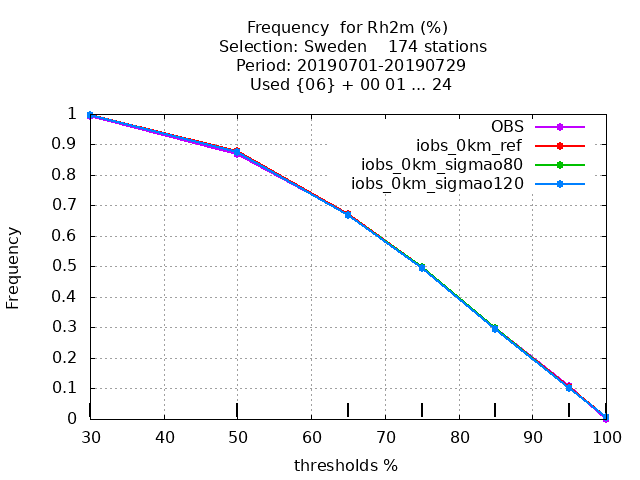 Frequency  for Rh2m (%)
Selection: Sweden    174 stations
Period: 20190701-20190729
Used {06} + 00 01 ... 24
OBS
iobs_0km_ref
iobs_0km_sigmao80
iobs_0km_sigmao120
Frequency
1
0.9
0.8
0.7
0.6
0.5
0.4
0.3
0.2
0.1
0
30 40 50 60 70 80 90 100
thresholds %